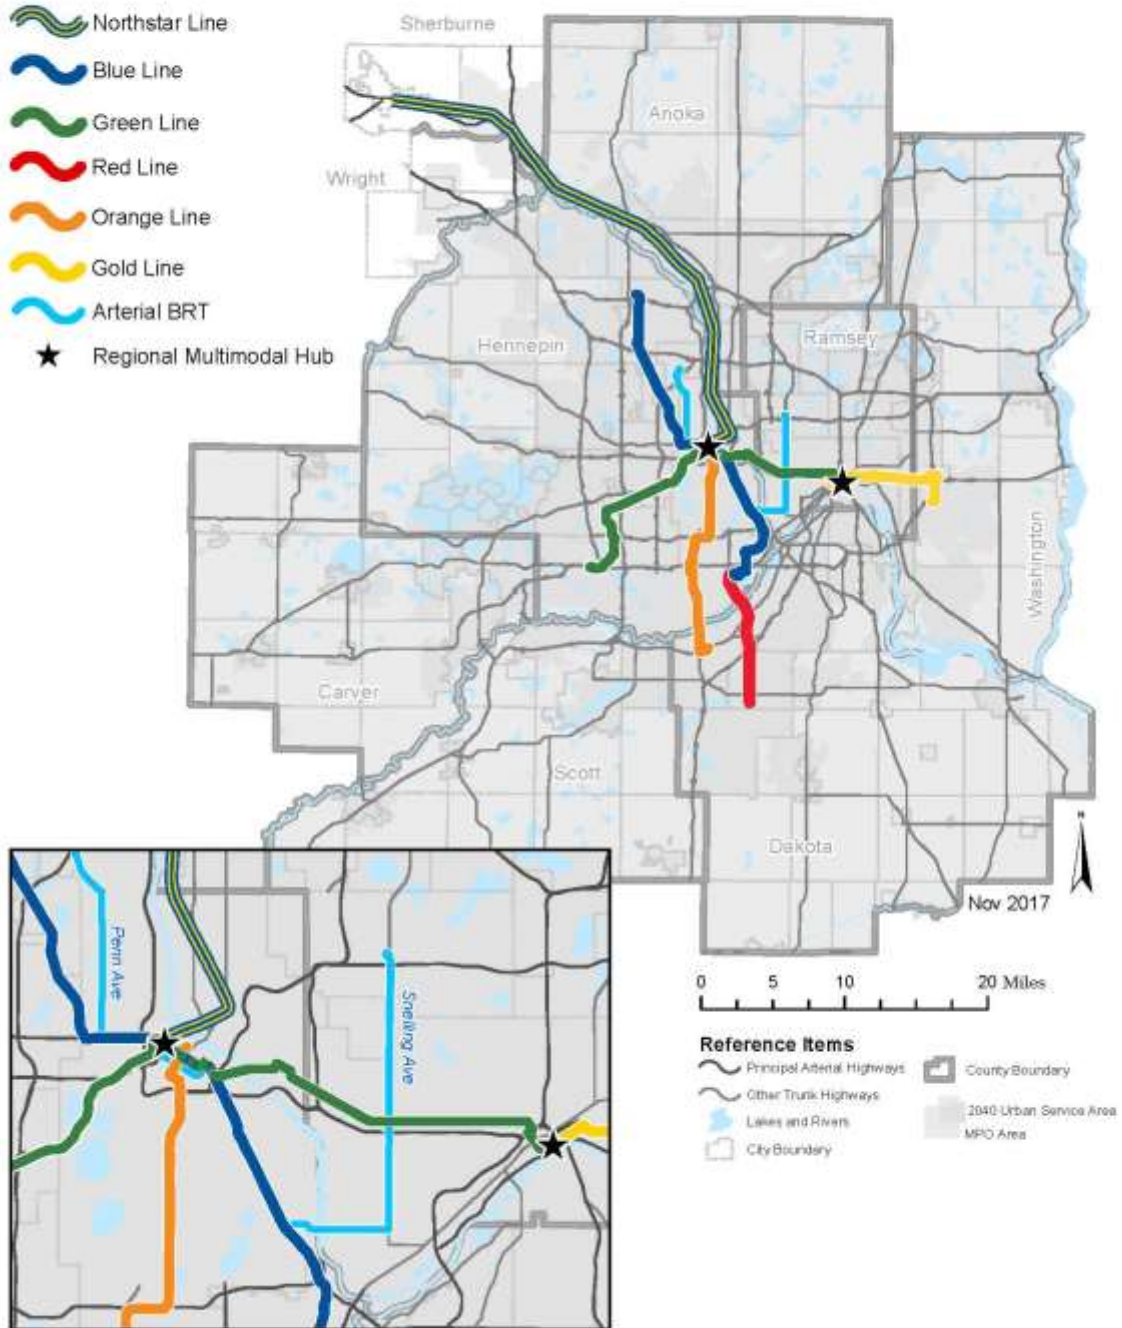 Northstar Line
Blue Line
Green Line
Red Line
Orange Line
Gold Line
Arterial BRT
Regional Multimodal Hub
Sherburne
Anoka
Wright
Hennepin
Ramsey
Washington
Carver
Scott
Dakota
N
Nov 2017
Penn Ave
Snelling Ave
0 5 10 20 Miles
Reference Items
Principal Arterial Highways
Other Trunk Highways
Lakes and Rivers
City Boundary
County Boundary
2040 Urban Service Area
MPO Area